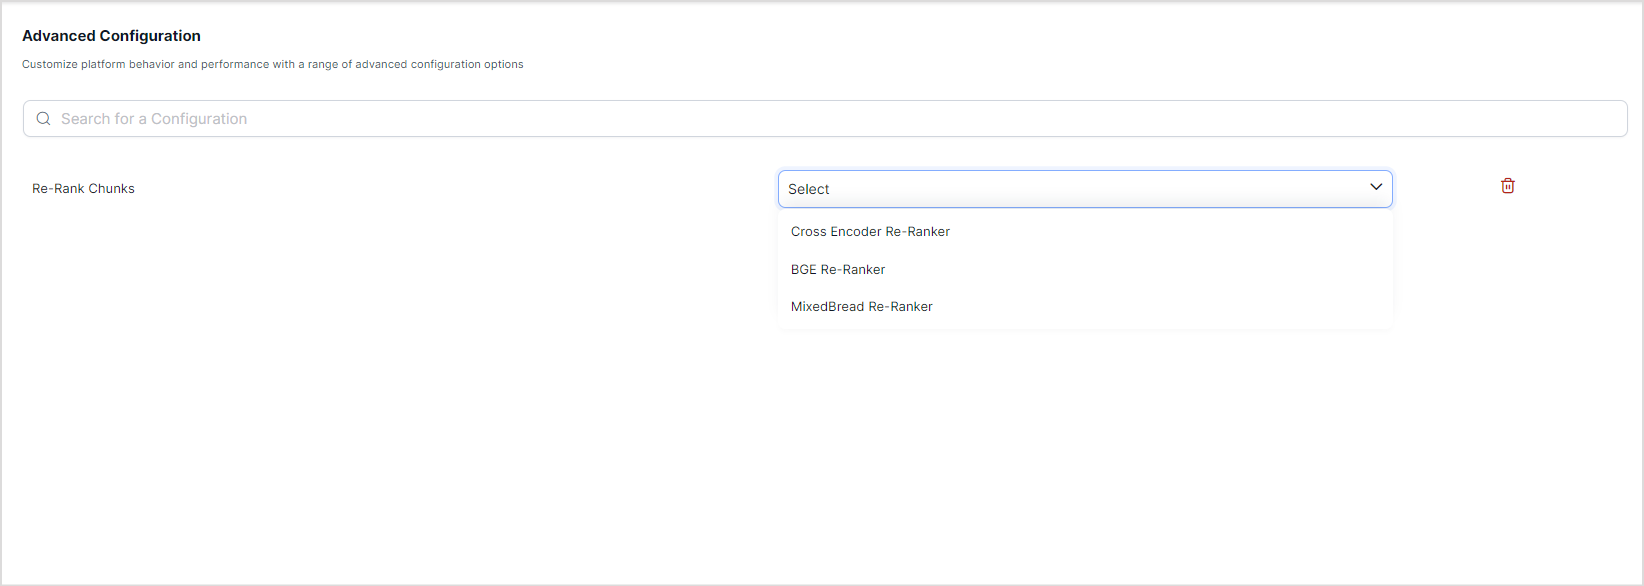 Advanced Configuration
Customize platform behavior and performance with a range of advanced configuration options
Search for a Configuration
Re-Rank Chunks
Select
Cross Encoder Re-Ranker
BGE Re-Ranker
MixedBread Re-Ranker